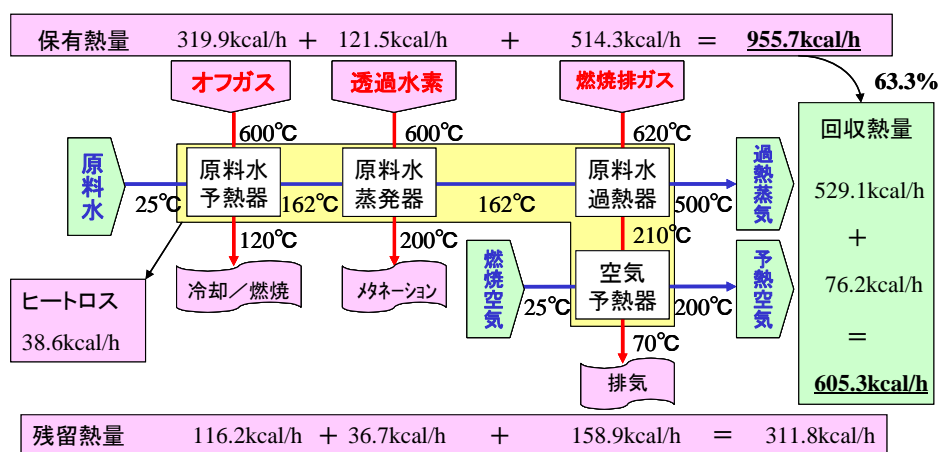 保有熱量 319.9kcal/h + 121.5kcal/h + 514.3kcal/h = 955.7kcal/h
63.3%
オフガス 透過水素 燃焼排ガス
600℃ 600℃ 620℃
原料水
25℃
原料水
予熱器
162℃
原料水
蒸発器
162℃
原料水
過熱器
500℃
過熱蒸気
120℃ 200℃ 210℃
冷却/燃焼
メタネーション
燃焼空気
25℃
空気
予熱器
200℃
予熱空気
70℃
排気
ヒートロス
38.6kcal/h
回収熱量
529.1kcal/h
+
76.2kcal/h
=
605.3kcal/h
残留熱量 116.2kcal/h + 36.7kcal/h + 158.9kcal/h = 311.8kcal/h